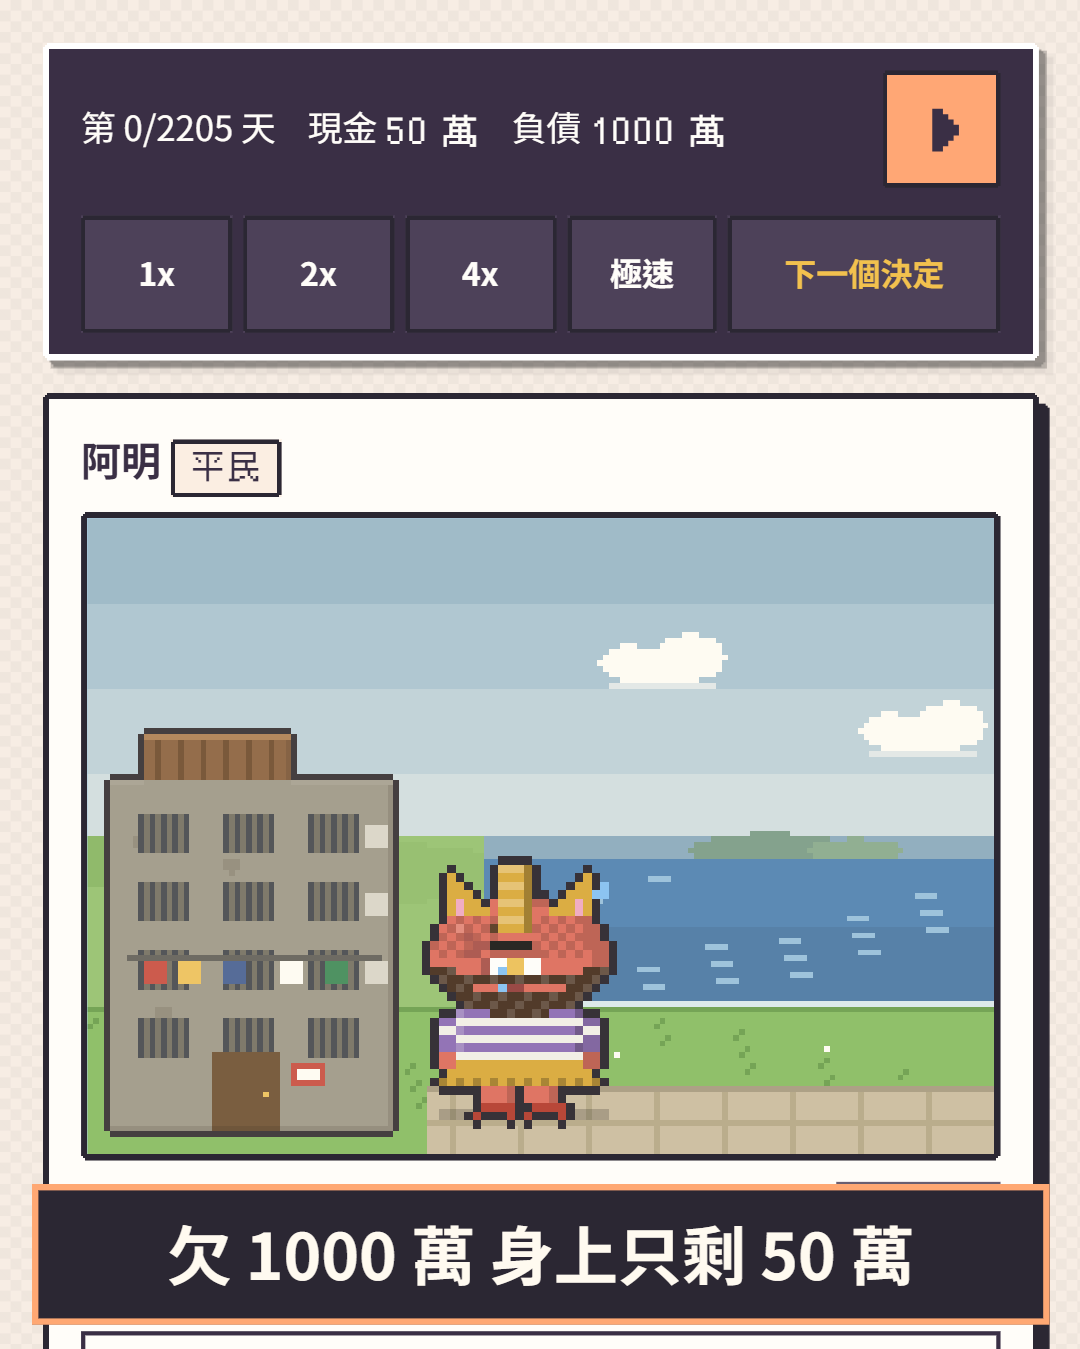 第 0/2205 天 現金 50 萬 負債 1000 萬
1x 2x 4x 極速 下一個決定
阿明 平民
欠 1000 萬 身上只剩 50 萬